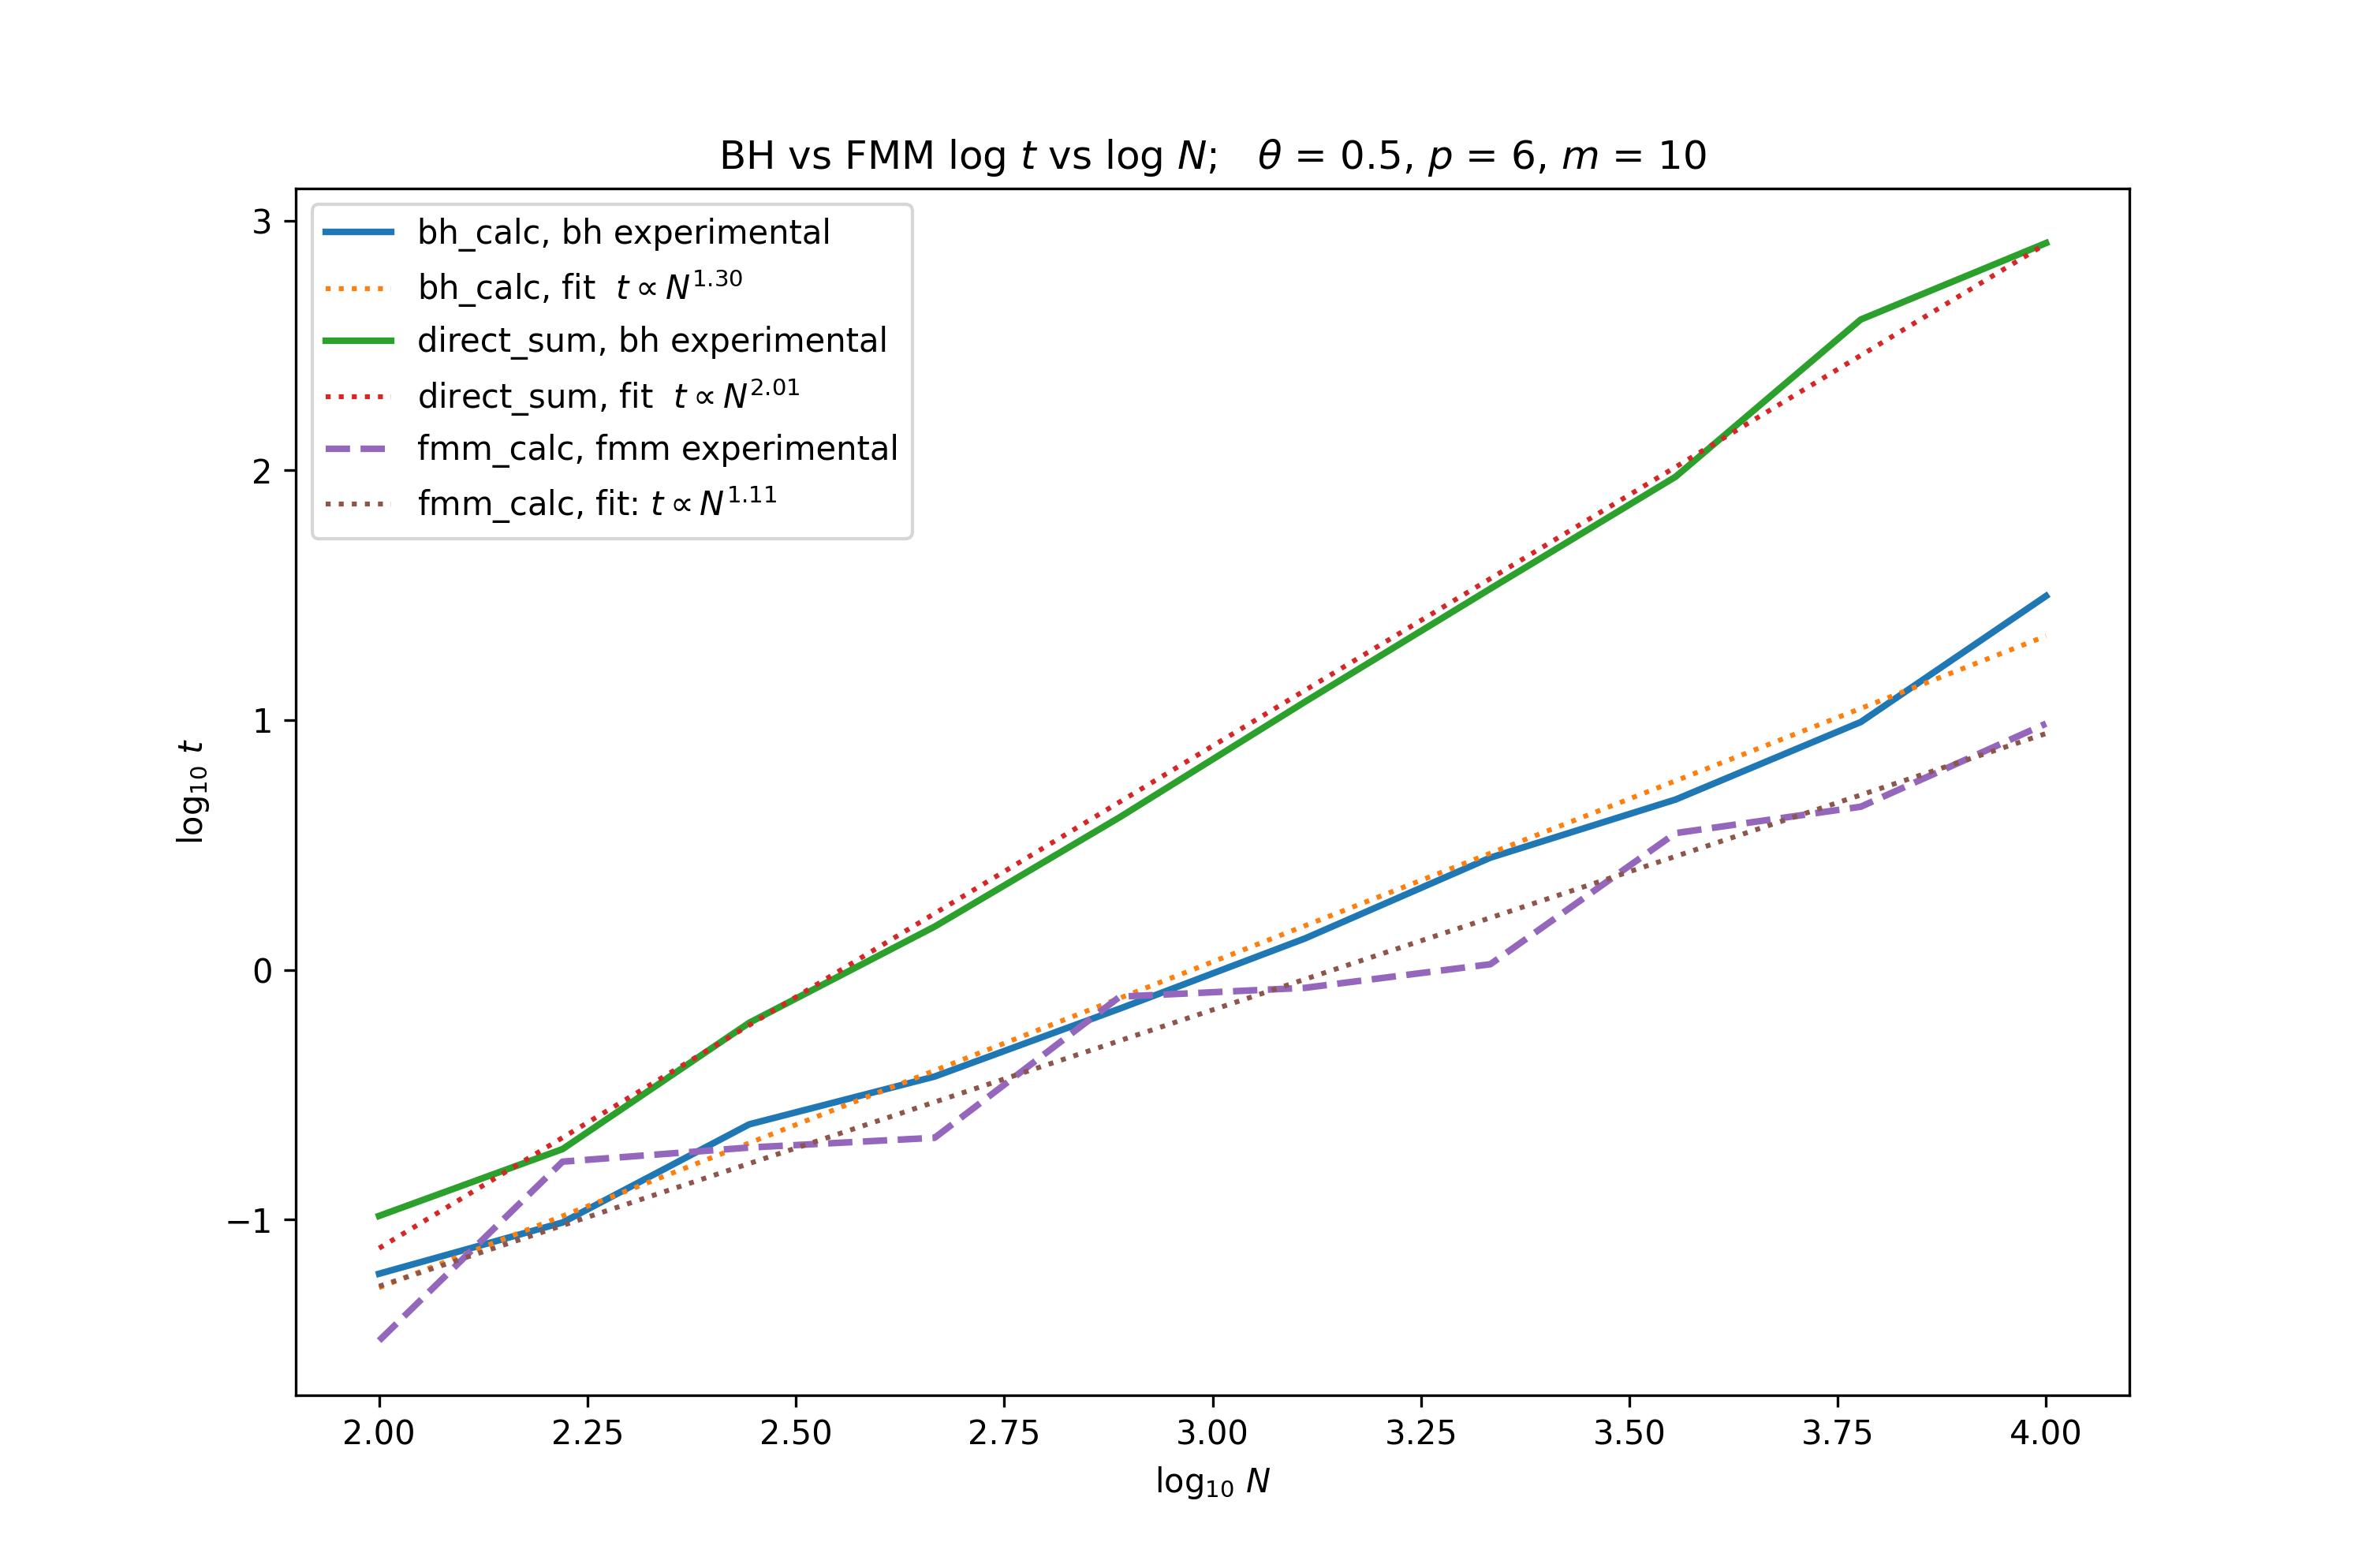 BH vs FMM log t vs log N;   θ = 0.5, p = 6, m = 10
3
2
1
0
−1
log₁₀ t
bh_calc, bh experimental
bh_calc, fit  t ∝ N^1.30
direct_sum, bh experimental
direct_sum, fit  t ∝ N^2.01
fmm_calc, fmm experimental
fmm_calc, fit: t ∝ N^1.11
2.00 2.25 2.50 2.75 3.00 3.25 3.50 3.75 4.00
log₁₀ N